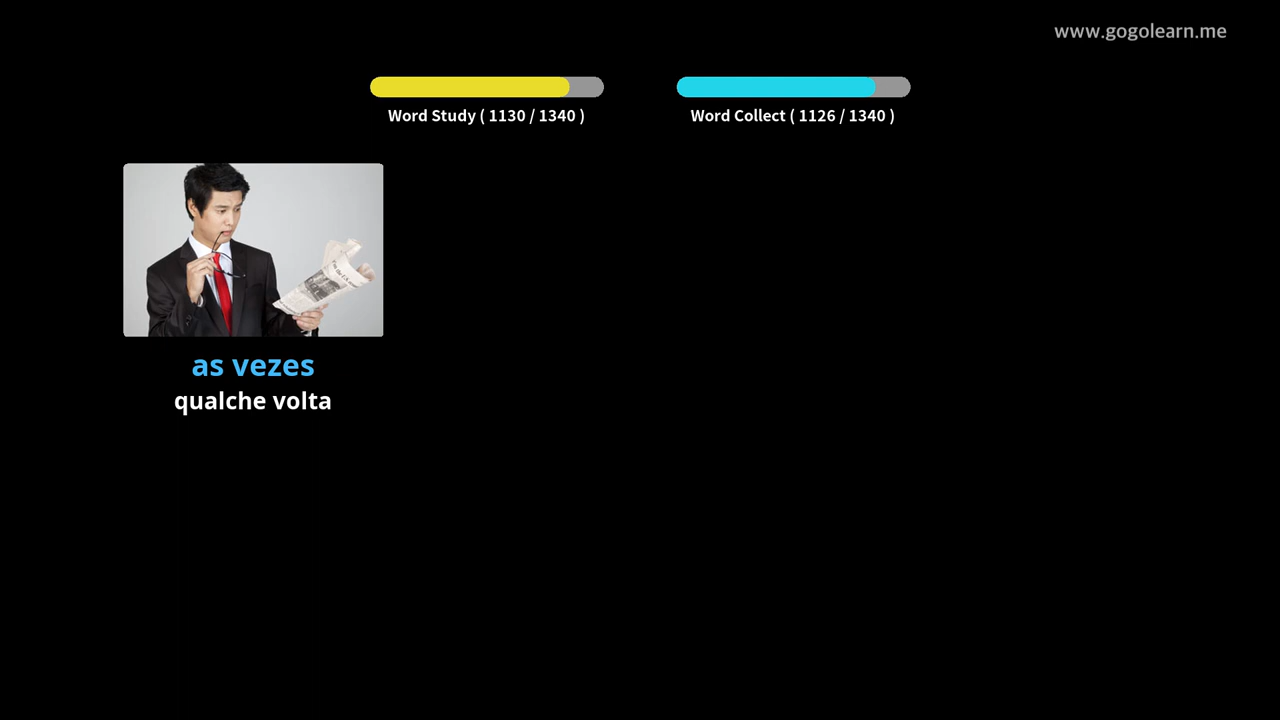 www.gogolearn.me
Word Study ( 1130 / 1340 )
Word Collect ( 1126 / 1340 )
as vezes
qualche volta